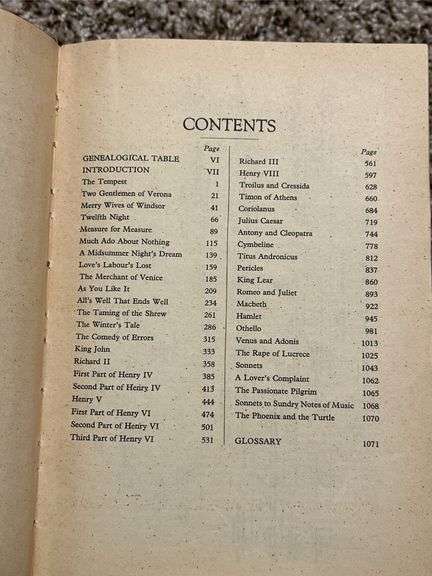 CONTENTS
Page
GENEALOGICAL TABLE VI
INTRODUCTION VII
The Tempest 1
Two Gentlemen of Verona 21
Merry Wives of Windsor 41
Twelfth Night 66
Measure for Measure 89
Much Ado About Nothing 115
A Midsummer Night's Dream 139
Love's Labour's Lost 159
The Merchant of Venice 185
As You Like It 209
All's Well That Ends Well 234
The Taming of the Shrew 261
The Winter's Tale 286
The Comedy of Errors 315
King John 333
Richard II 358
First Part of Henry IV 385
Second Part of Henry IV 413
Henry V 444
First Part of Henry VI 474
Second Part of Henry VI 501
Third Part of Henry VI 531
Page
Richard III 561
Henry VIII 597
Troilus and Cressida 628
Timon of Athens 660
Coriolanus 684
Julius Caesar 719
Antony and Cleopatra 744
Cymbeline 778
Titus Andronicus 812
Pericles 837
King Lear 860
Romeo and Juliet 893
Macbeth 922
Hamlet 945
Othello 981
Venus and Adonis 1013
The Rape of Lucrece 1025
Sonnets 1043
A Lover's Complaint 1062
The Passionate Pilgrim 1065
Sonnets to Sundry Notes of Music 1068
The Phoenix and the Turtle 1070
GLOSSARY 1071